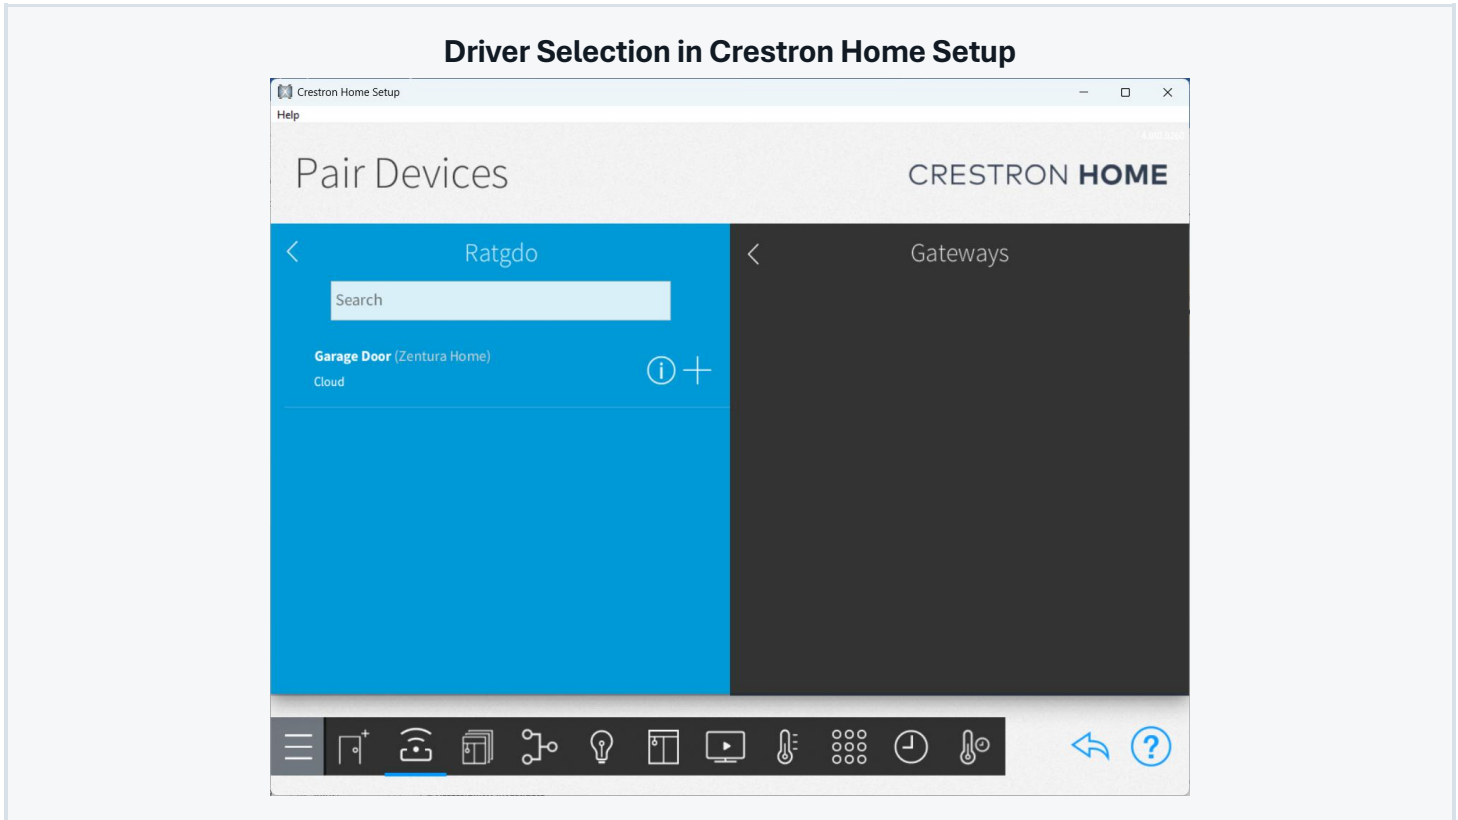 Driver Selection in Crestron Home Setup
Crestron Home Setup
Help
Pair Devices
CRESTRON HOME
Ratgdo
Gateways
Search
Garage Door (Zentura Home)
Cloud